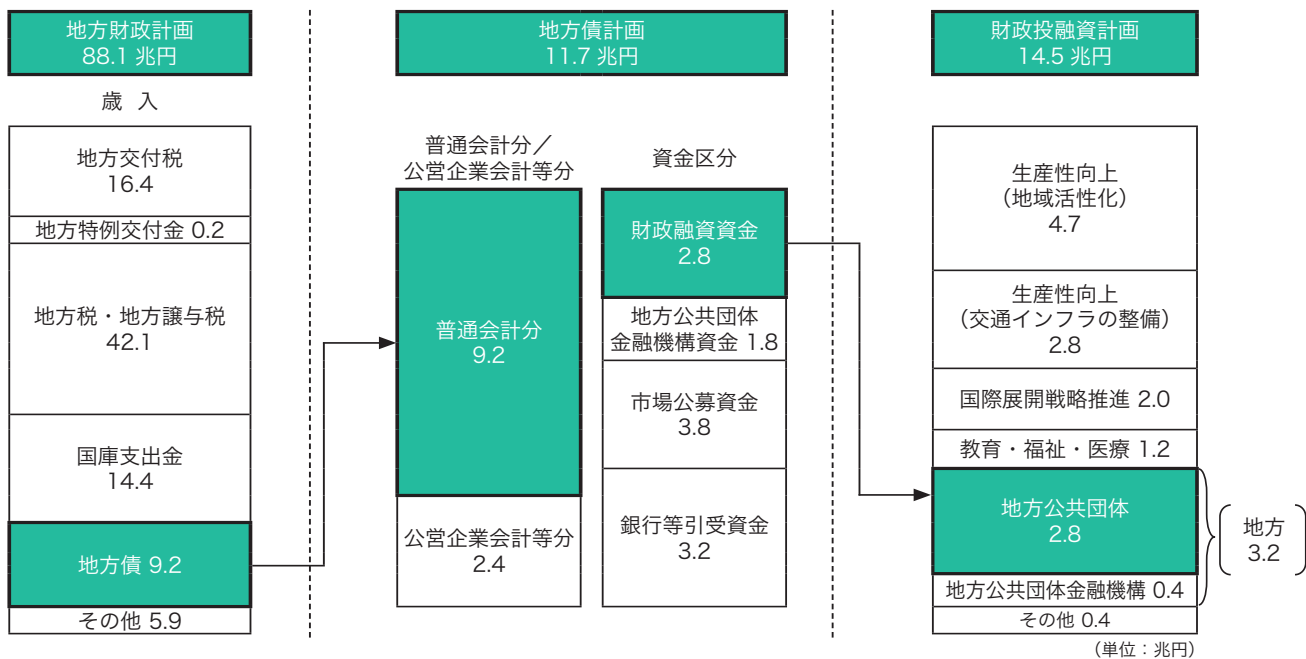 地方財政計画
88.1 兆円
歳 入
地方交付税
16.4
地方特例交付金 0.2
地方税・地方譲与税
42.1
国庫支出金
14.4
地方債 9.2
その他 5.9
地方債計画
11.7 兆円
普通会計分／
公営企業会計等分
普通会計分
9.2
公営企業会計等分
2.4
資金区分
財政融資資金
2.8
地方公共団体
金融機構資金 1.8
市場公募資金
3.8
銀行等引受資金
3.2
財政投融資計画
14.5 兆円
生産性向上
（地域活性化）
4.7
生産性向上
（交通インフラの整備）
2.8
国際展開戦略推進 2.0
教育・福祉・医療 1.2
地方公共団体
2.8
地方公共団体金融機構 0.4
その他 0.4
地方
3.2
（単位：兆円）